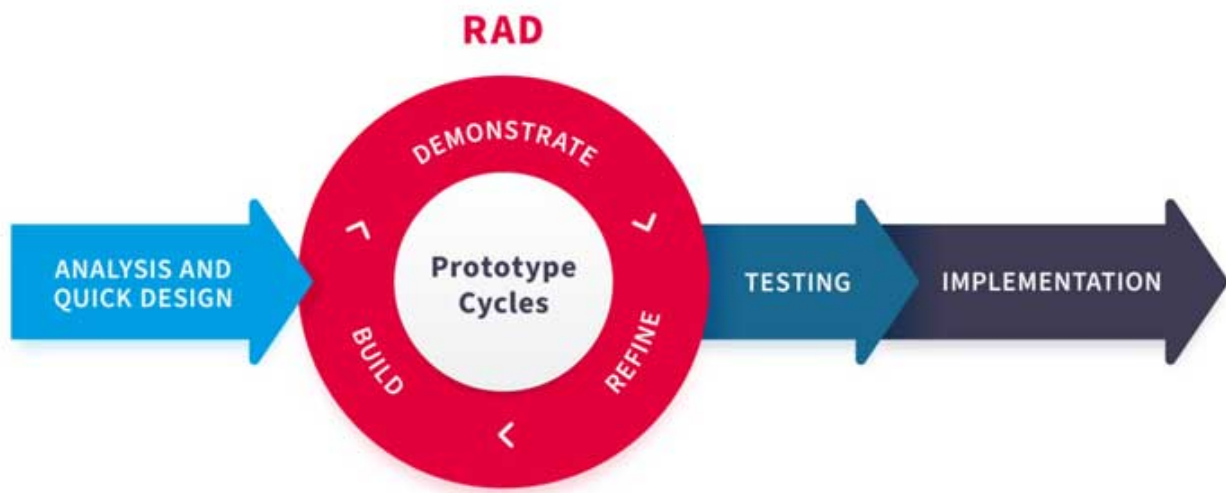 RAD
ANALYSIS AND
QUICK DESIGN
DEMONSTRATE
Prototype
Cycles
BUILD
REFINE
TESTING
IMPLEMENTATION